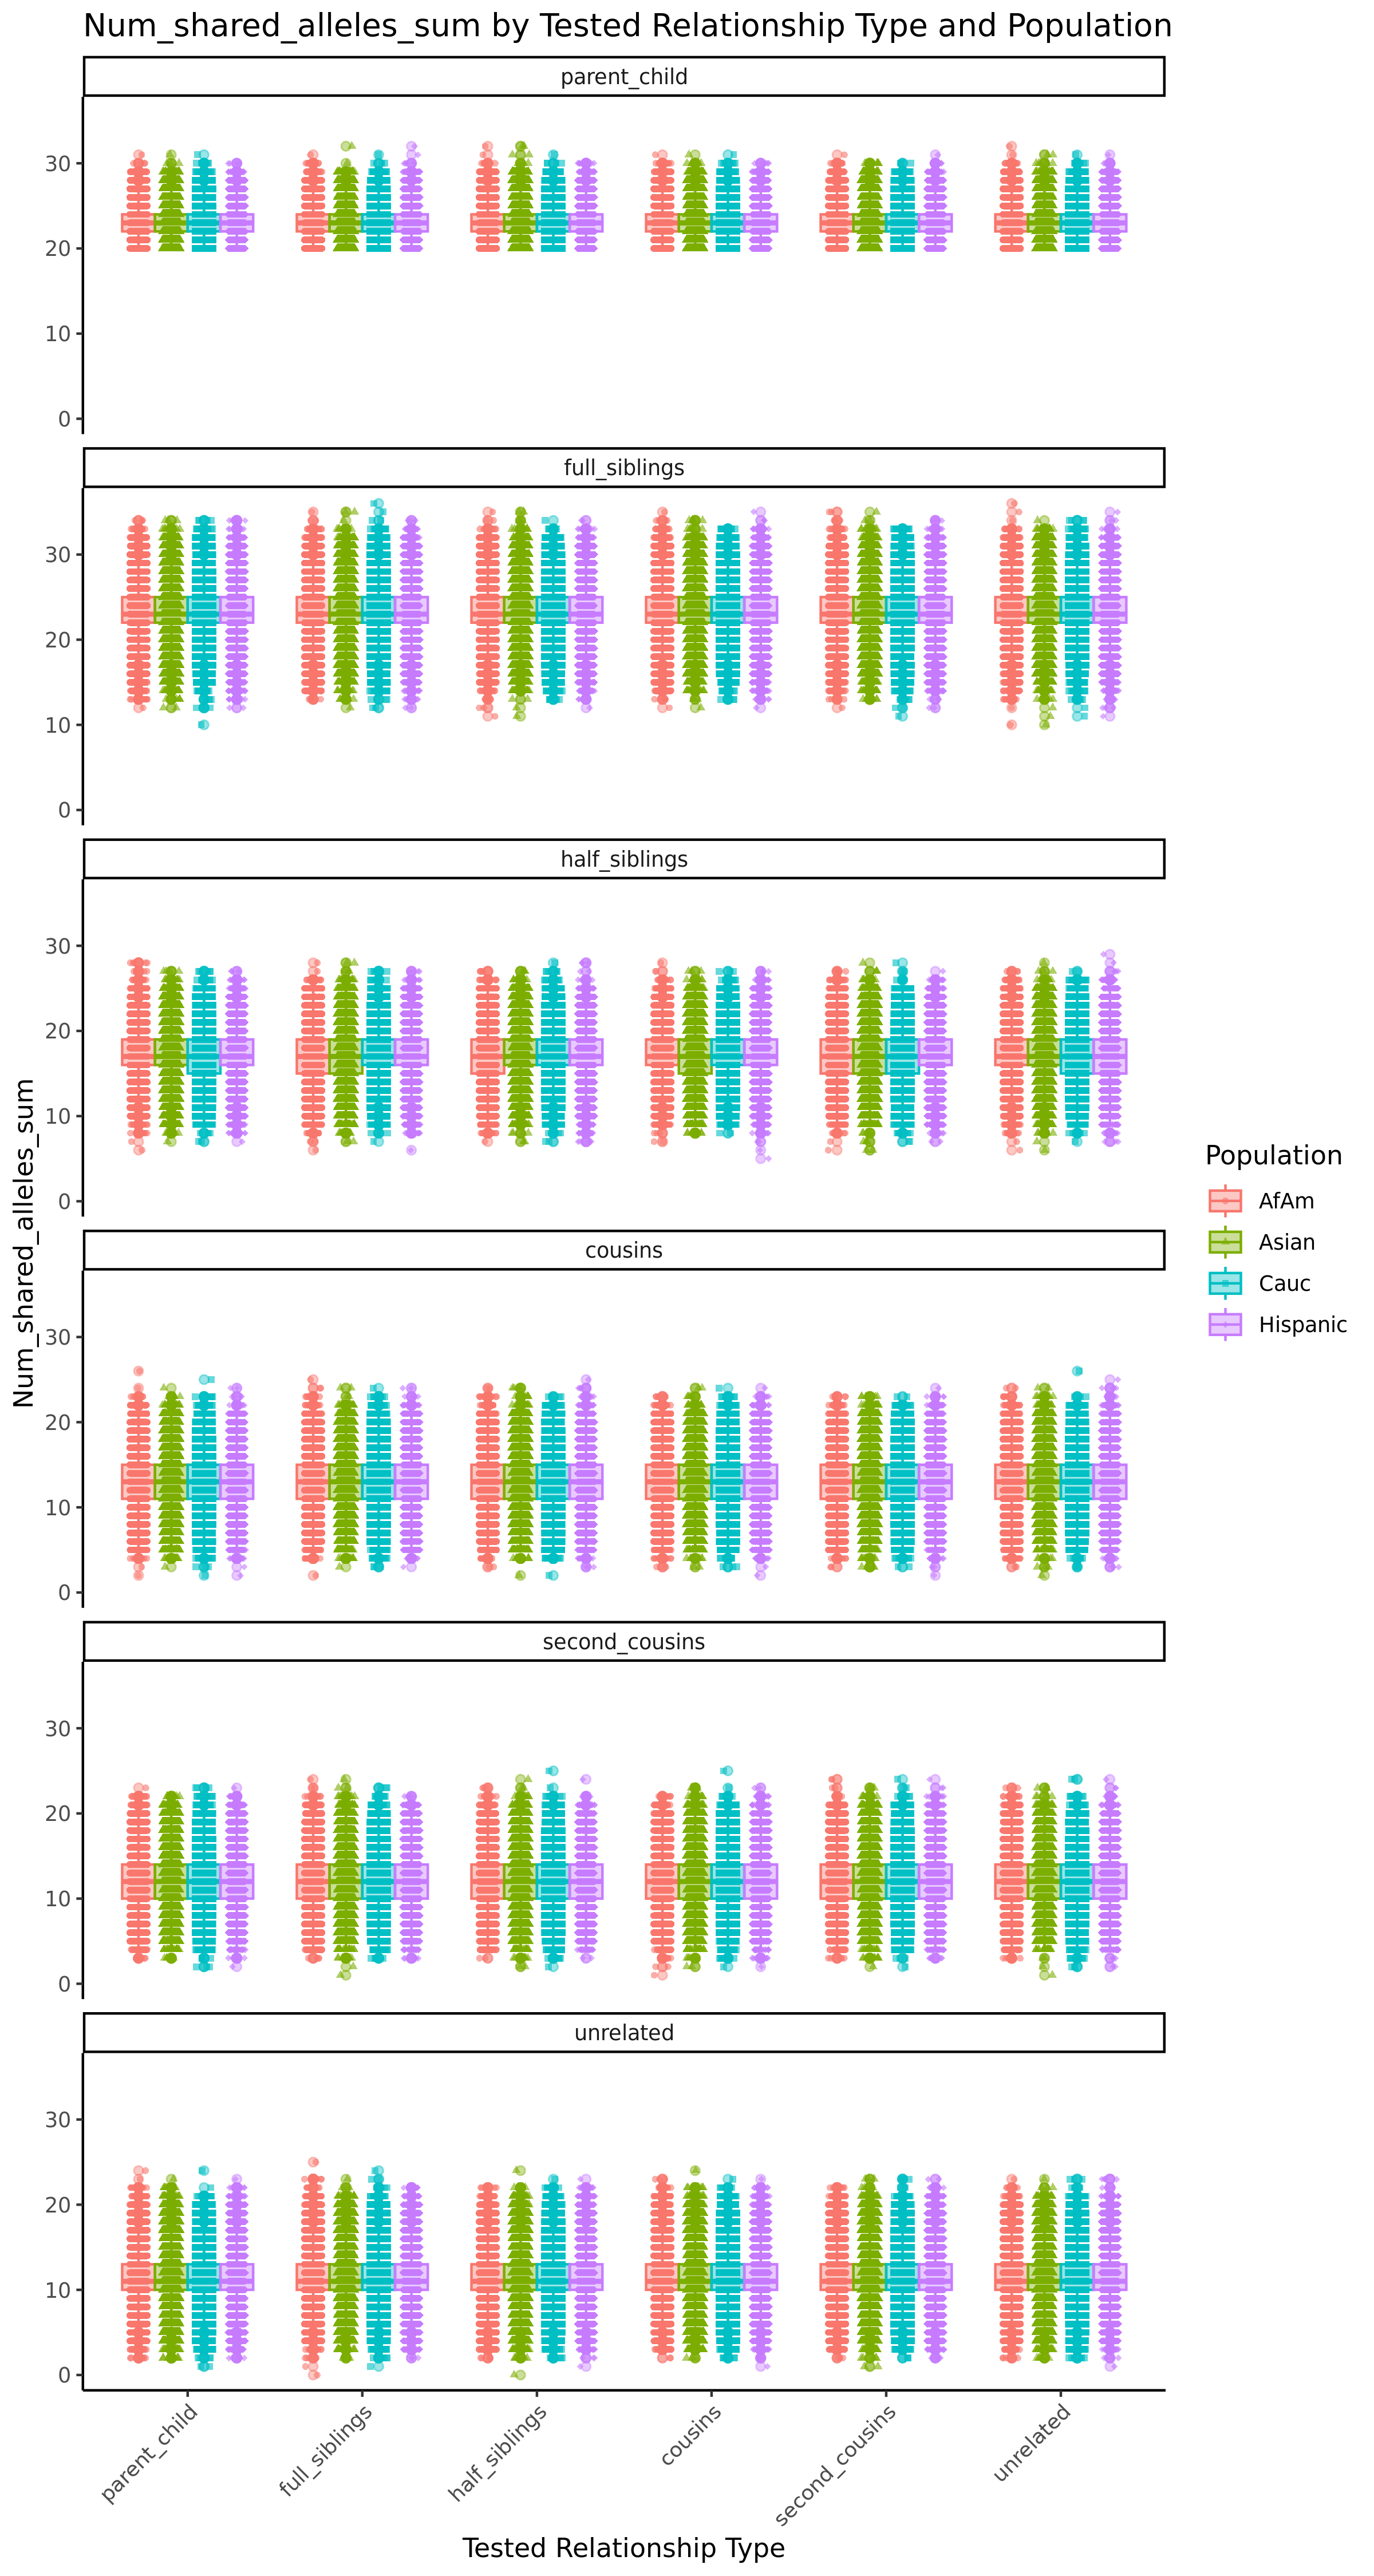 Num_shared_alleles_sum by Tested Relationship Type and Population
parent_child
30
20
10
0
full_siblings
30
20
10
0
half_siblings
30
20
10
0
cousins
30
20
10
0
second_cousins
30
20
10
0
unrelated
30
20
10
0
Num_shared_alleles_sum
parent_child
full_siblings
half_siblings
cousins
second_cousins
unrelated
Tested Relationship Type
Population
AfAm
Asian
Cauc
Hispanic